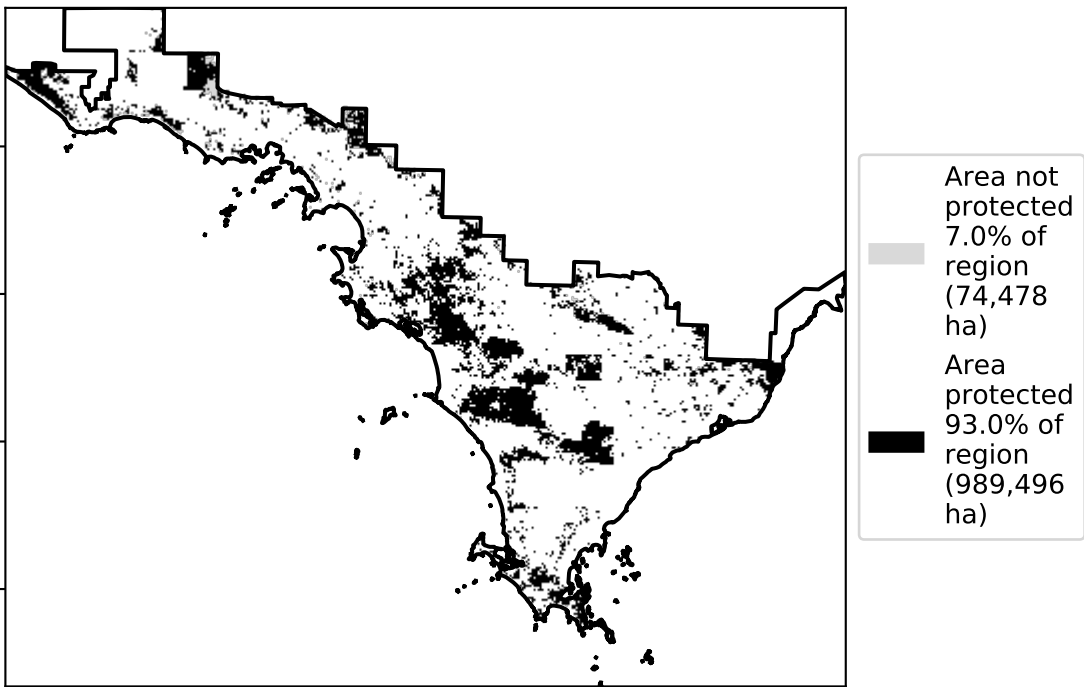 Area not
protected
7.0% of
region
(74,478
ha)
Area
protected
93.0% of
region
(989,496
ha)